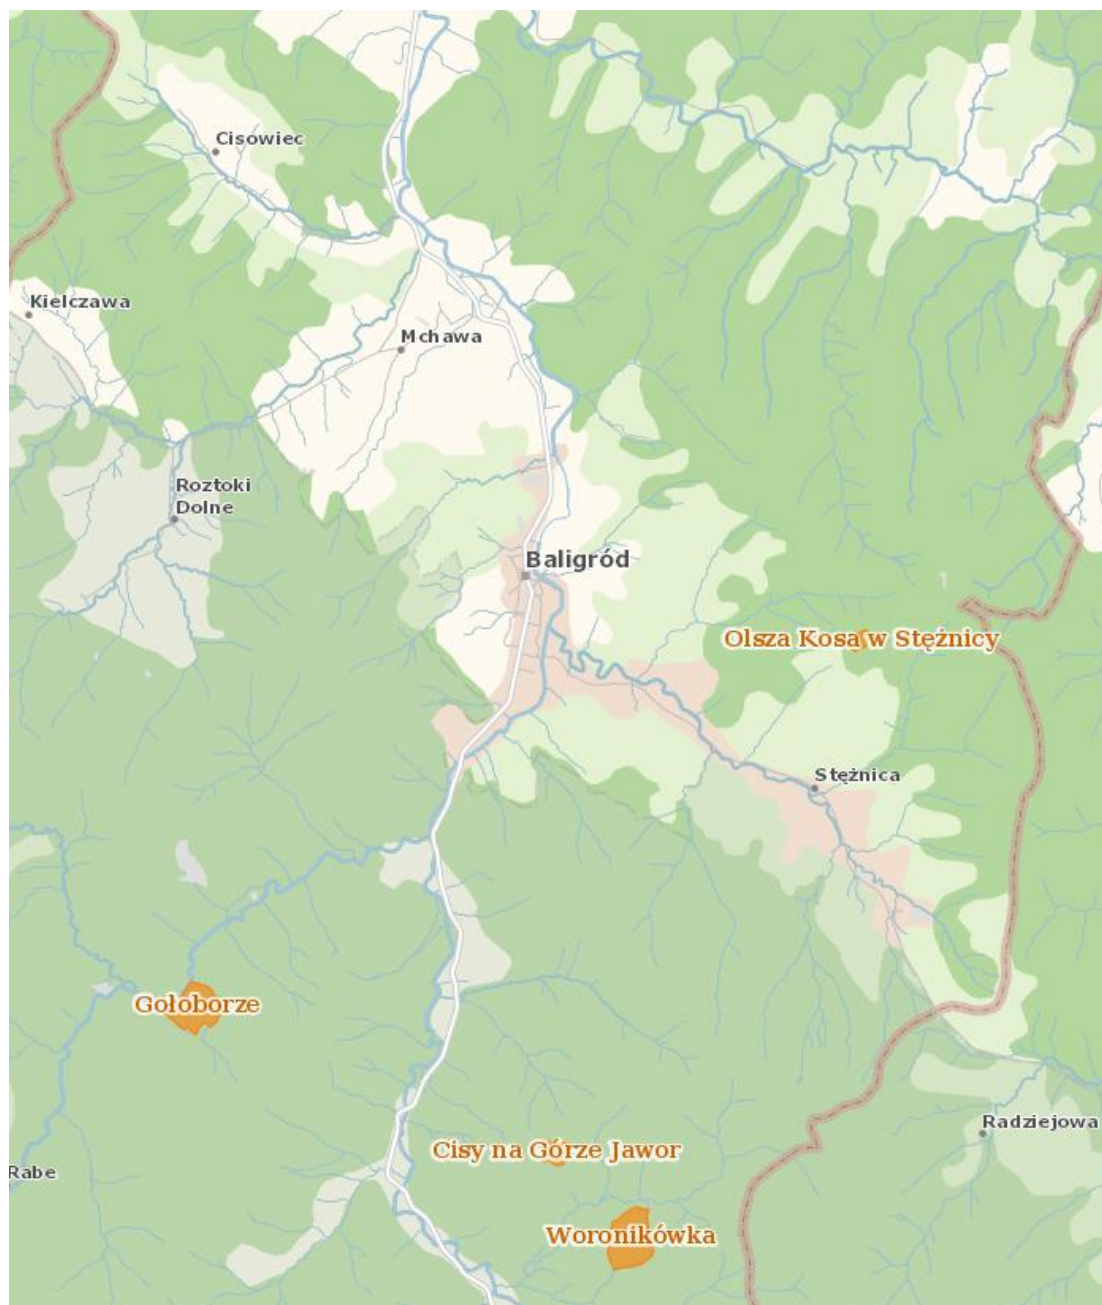 Cisowiec
Kielczawa
Mchawa
Roztoki
Dolne
Baligród
Olsza Kosa w Stężnicy
Stężnica
Gołoborze
Radziejowa
Cisy na Górze Jawor
Rabe
Woronikówka